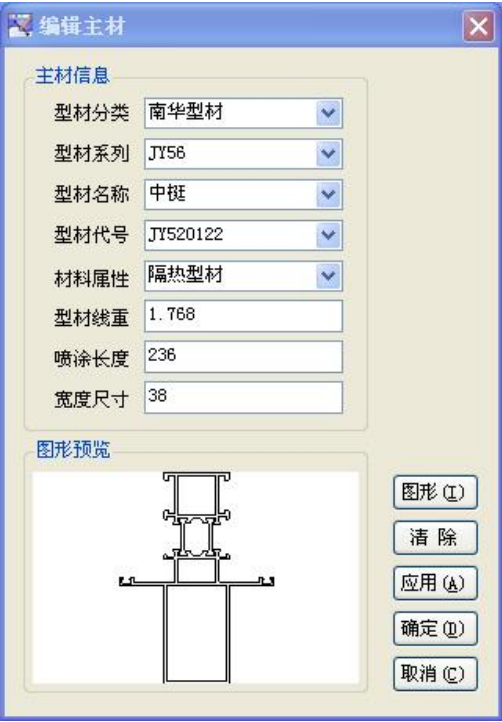 编辑主材
主材信息
型材分类 南华型材
型材系列 JY56
型材名称 中梃
型材代号 JY520122
材料属性 隔热型材
型材线重 1.768
喷涂长度 236
宽度尺寸 38
图形预览
图形(I)
清 除
应用(A)
确定(D)
取消(C)